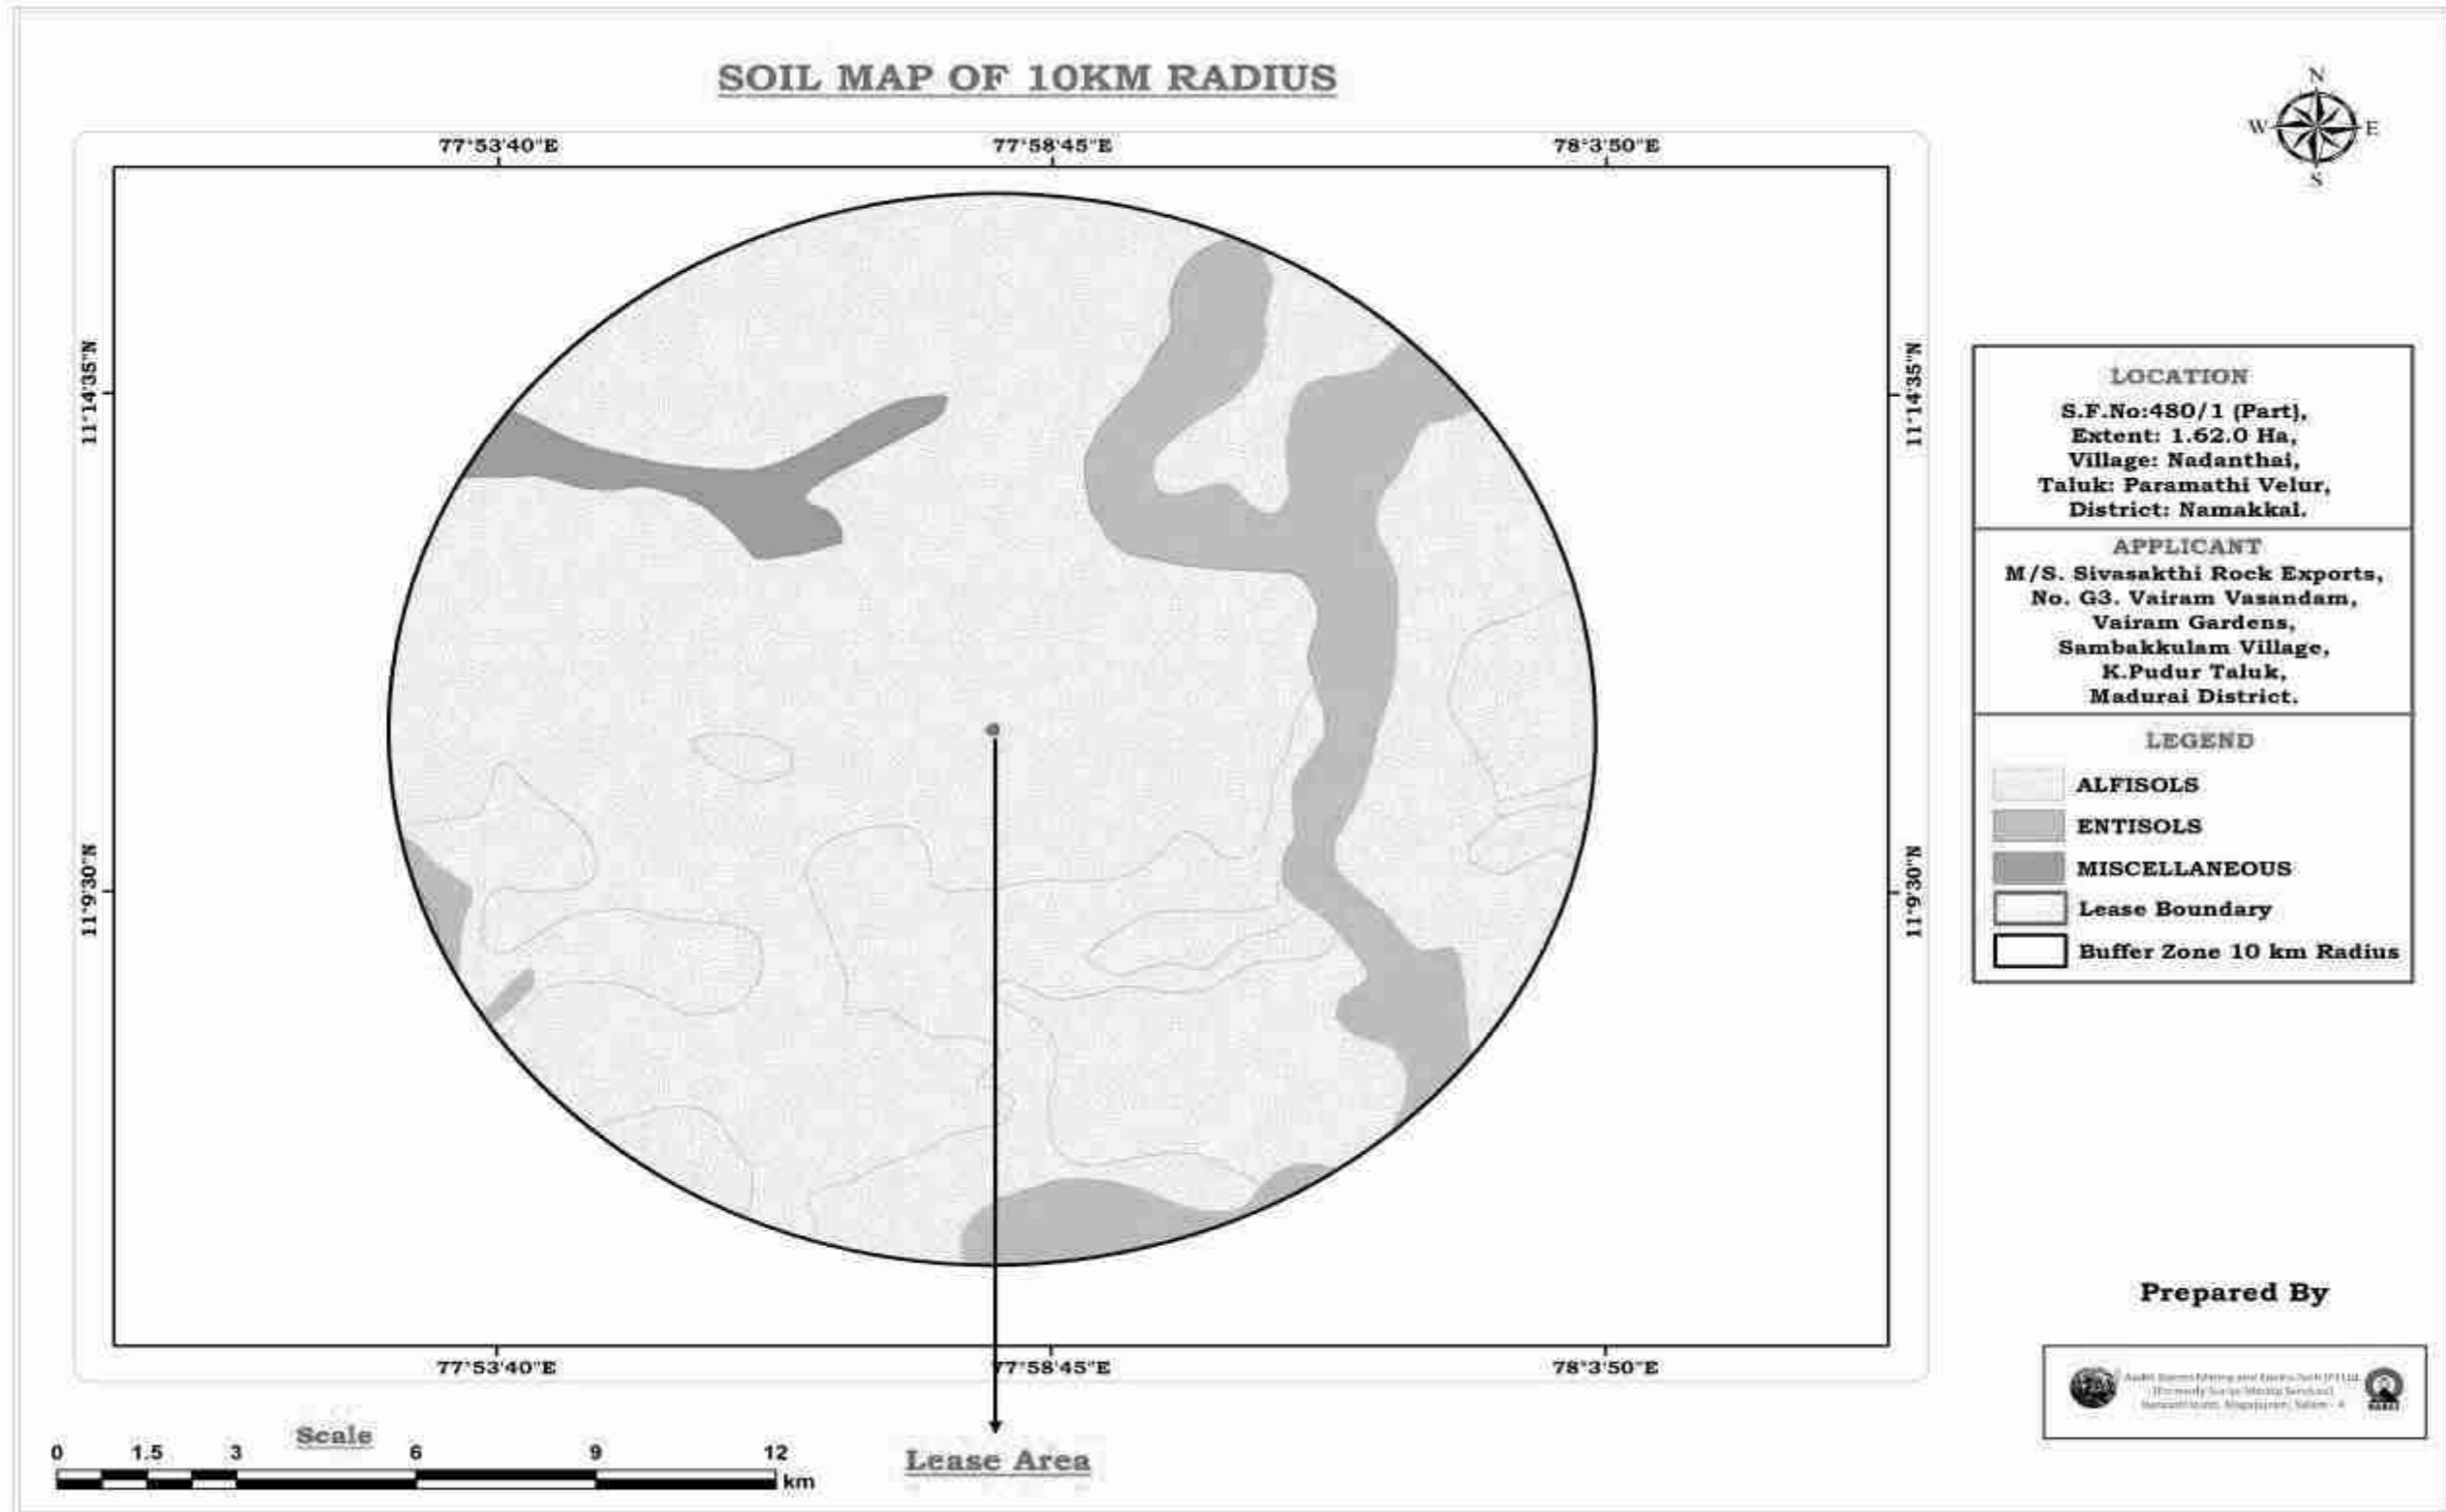 SOIL MAP OF 10KM RADIUS
N
W E
S
77°53'40"E 77°58'45"E 78°3'50"E
11°14'35"N 11°14'35"N
11°9'30"N 11°9'30"N
77°53'40"E 77°58'45"E 78°3'50"E
LOCATION
S.F.No:480/1 (Part),
Extent: 1.62.0 Ha,
Village: Nadanthai,
Taluk: Paramathi Velur,
District: Namakkal.
APPLICANT
M/S. Sivasakthi Rock Exports,
No. G3. Vairam Vasandam,
Vairam Gardens,
Sambakkulam Village,
K.Pudur Taluk,
Madurai District.
LEGEND
ALFISOLS
ENTISOLS
MISCELLANEOUS
Lease Boundary
Buffer Zone 10 km Radius
Prepared By
Scale
0 1.5 3 6 9 12
km
Lease Area